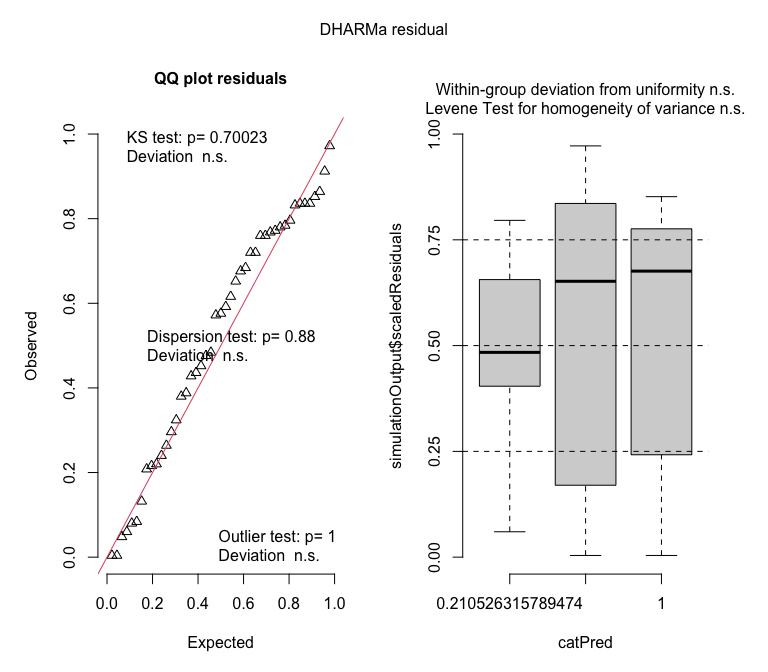 DHARMa residual
QQ plot residuals
KS test: p= 0.70023
Deviation n.s.
Dispersion test: p= 0.88
Deviation n.s.
Outlier test: p= 1
Deviation n.s.
Observed
0.0 0.2 0.4 0.6 0.8 1.0
0.0 0.2 0.4 0.6 0.8 1.0
Expected
Within-group deviation from uniformity n.s.
Levene Test for homogeneity of variance n.s.
simulationOutput$scaledResiduals
0.00 0.25 0.50 0.75 1.00
0.210526315789474 1
catPred